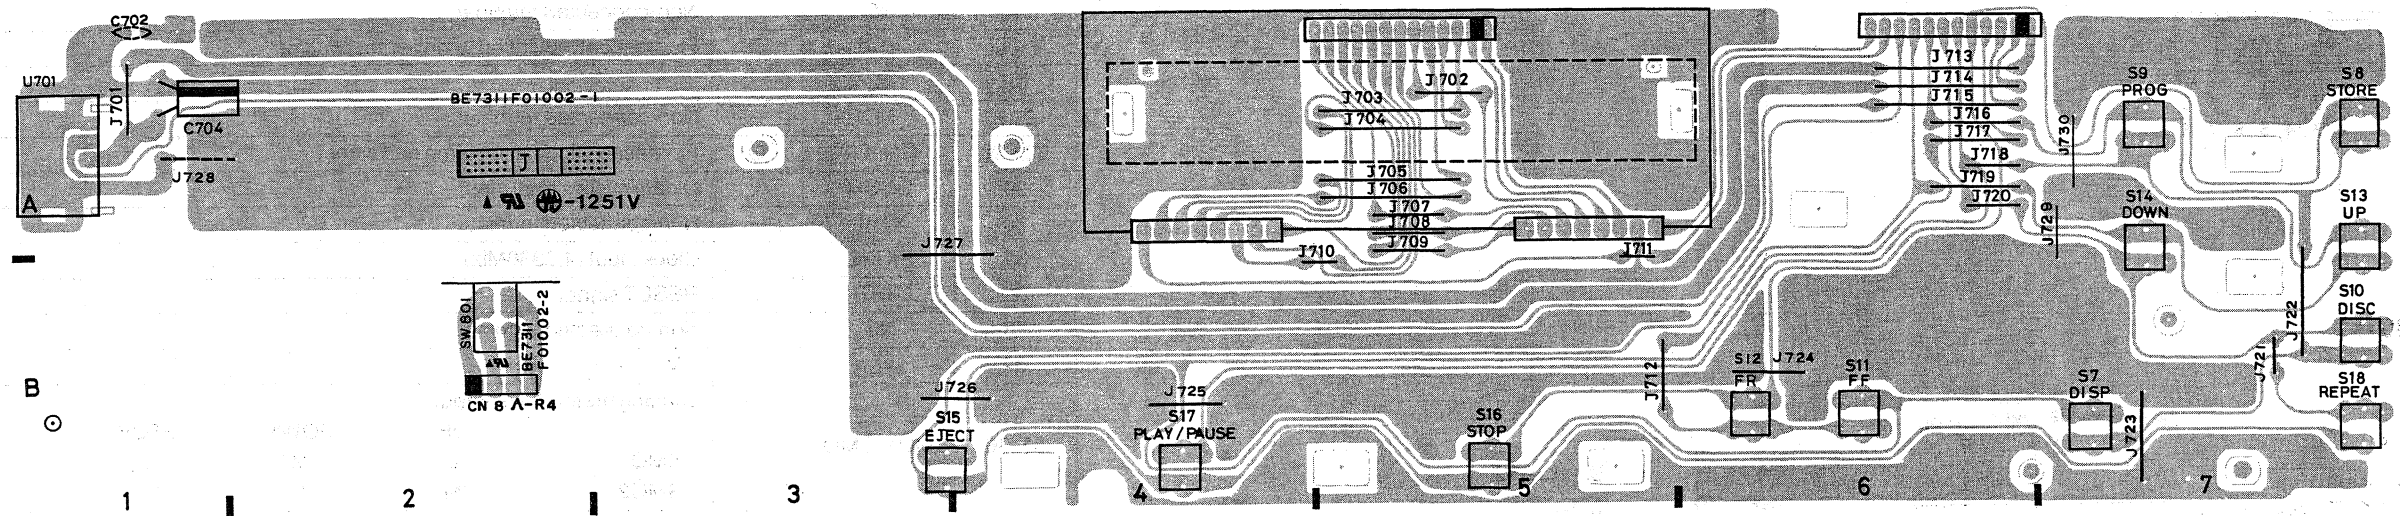 C702
U701
J701
C704
J728
A
BE7311F01002-1
J
-1251V
J727
SW801
BE7311
F01002-2
CN 8 Λ-R4
B
J702
J703
J704
J705
J706
J707
J708
J709
J710
J711
J713
J714
J715
J716
J717
J718
J719
J720
J730
J729
S9
PROG
S8
STORE
S14
DOWN
S13
UP
S10
DISC
J722
J721
S18
REPEAT
J726
S15
EJECT
J725
S17
PLAY/PAUSE
S16
STOP
J712
S12
FR
J724
S11
FF
S7
DISP
J723
1
2
3
4
5
6
7